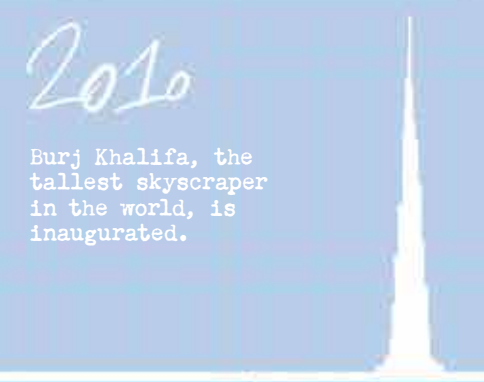 2010
Burj Khalifa, the
tallest skyscraper
in the world, is
inaugurated.